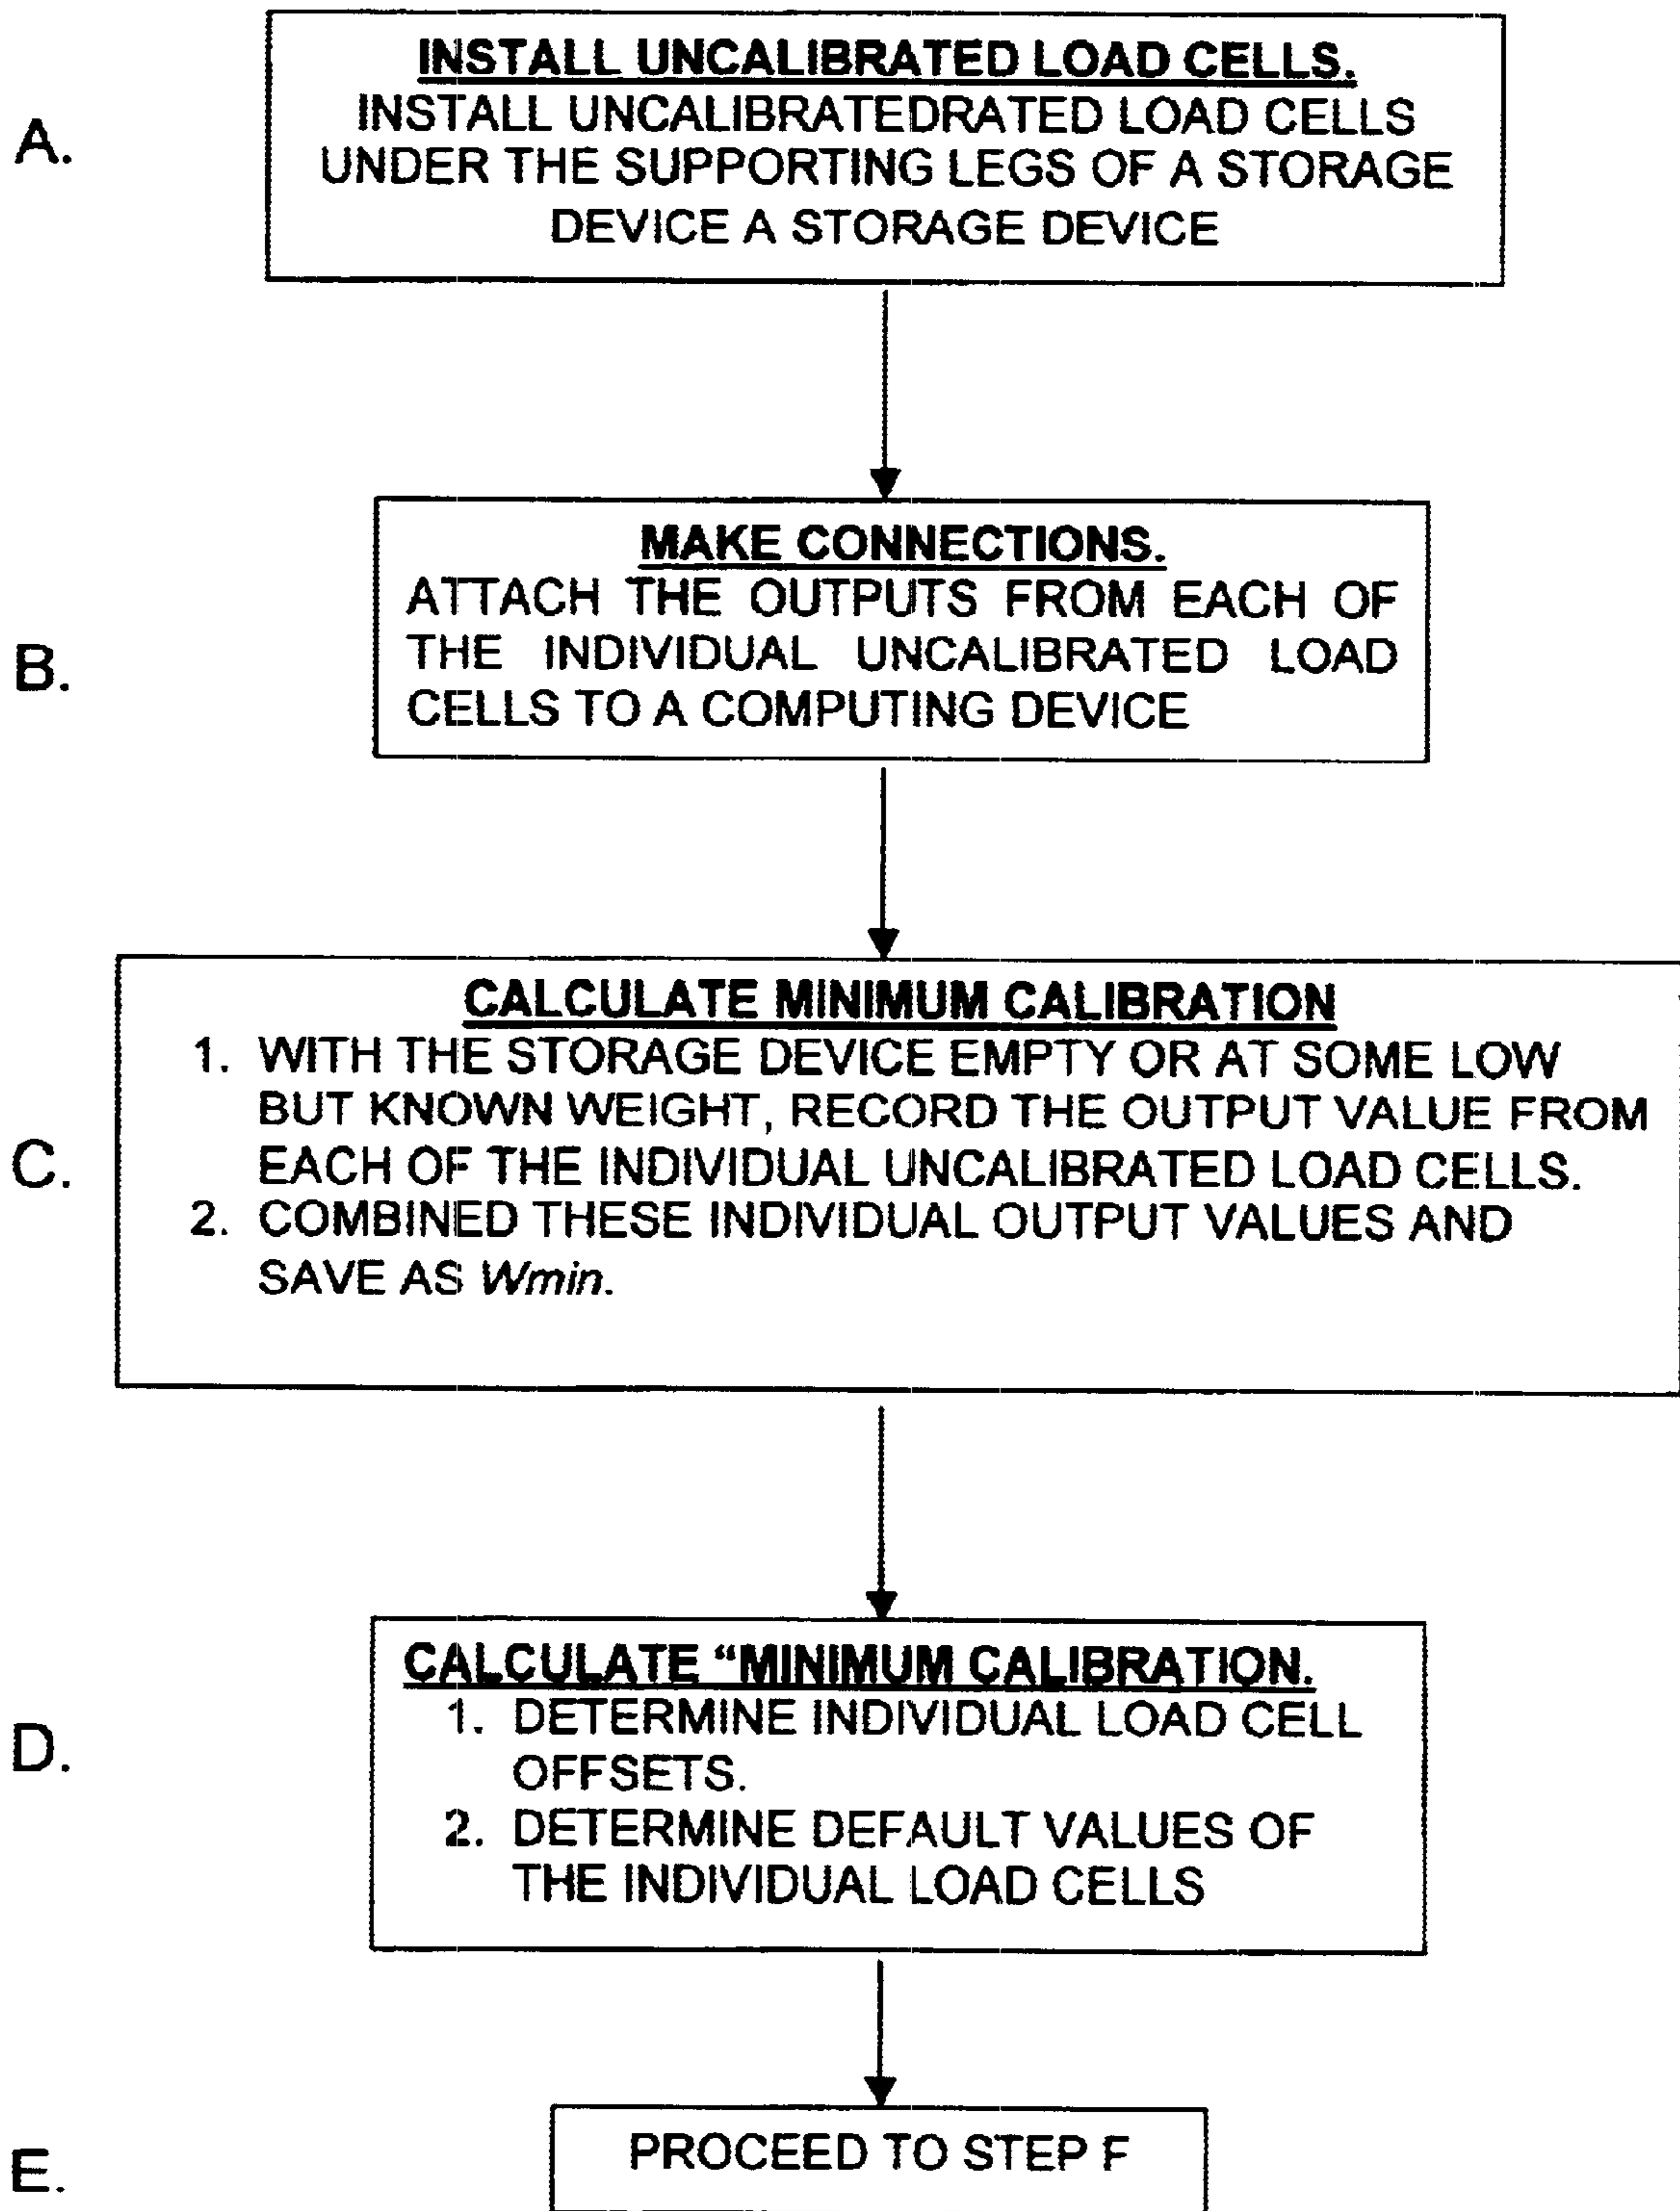 A.
INSTALL UNCALIBRATED LOAD CELLS.
INSTALL UNCALIBRATEDRATED LOAD CELLS
UNDER THE SUPPORTING LEGS OF A STORAGE
DEVICE A STORAGE DEVICE
B.
MAKE CONNECTIONS.
ATTACH THE OUTPUTS FROM EACH OF
THE INDIVIDUAL UNCALIBRATED LOAD
CELLS TO A COMPUTING DEVICE
C.
CALCULATE MINIMUM CALIBRATION
1. WITH THE STORAGE DEVICE EMPTY OR AT SOME LOW
BUT KNOWN WEIGHT, RECORD THE OUTPUT VALUE FROM
EACH OF THE INDIVIDUAL UNCALIBRATED LOAD CELLS.
2. COMBINED THESE INDIVIDUAL OUTPUT VALUES AND
SAVE AS Wmin.
D.
CALCULATE “MINIMUM CALIBRATION.
1. DETERMINE INDIVIDUAL LOAD CELL
OFFSETS.
2. DETERMINE DEFAULT VALUES OF
THE INDIVIDUAL LOAD CELLS
E.
PROCEED TO STEP F